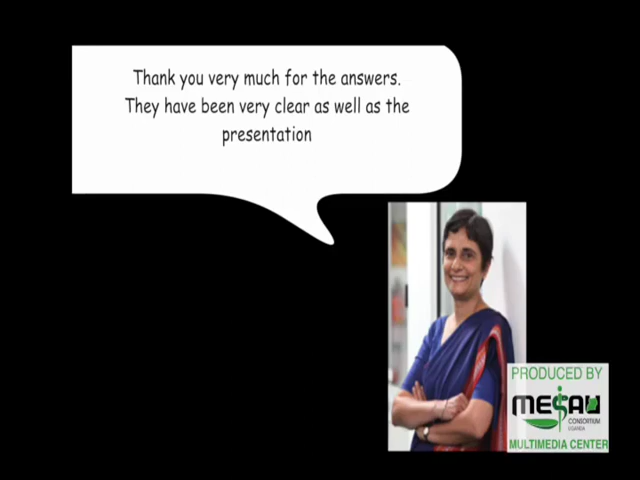 Thank you very much for the answers.
They have been very clear as well as the
presentation
PRODUCED BY
MESAU
CONSORTIUM
UGANDA
MULTIMEDIA CENTER